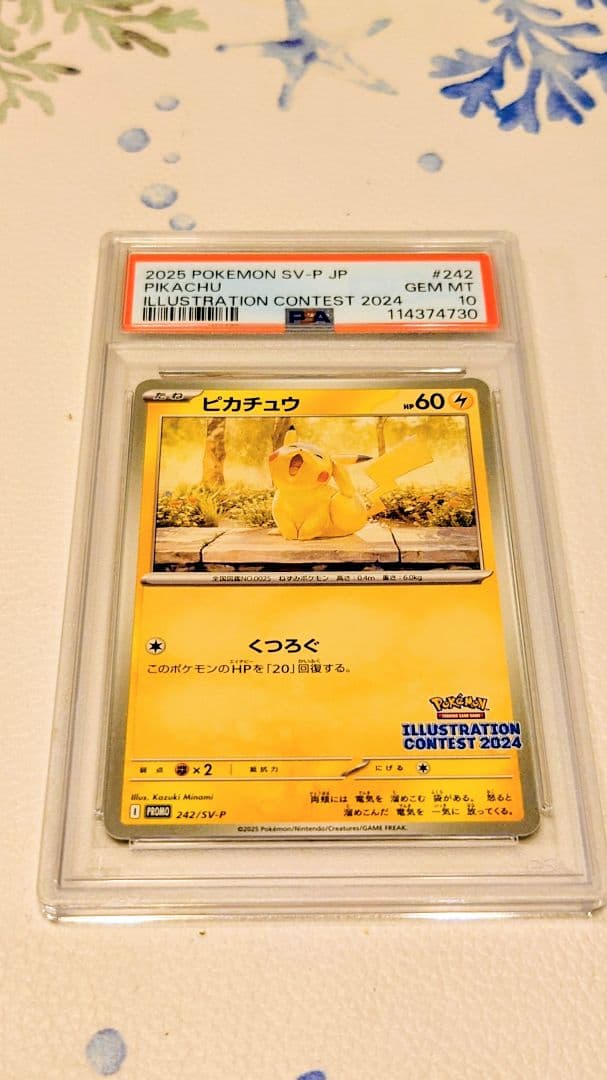 2025 POKEMON SV-P JP #242
PIKACHU GEM MT
ILLUSTRATION CONTEST 2024 10
PSA 114374730
たね ピカチュウ HP60
全国図鑑NO.0025 ねずみポケモン 高さ:0.4m 重さ:6.0kg
くつろぐ
このポケモンのHPを「20」回復する。
Pokémon
TRADING CARD GAME
ILLUSTRATION
CONTEST 2024
弱点 ×2 抵抗力 にげる
Illus. Kazuki Minami
I PROMO 242/SV-P
両頬には 電気を 溜めこむ 袋がある。 怒ると
溜めこんだ 電気を 一気に 放ってくる。
©2025 Pokémon/Nintendo/Creatures/GAME FREAK.